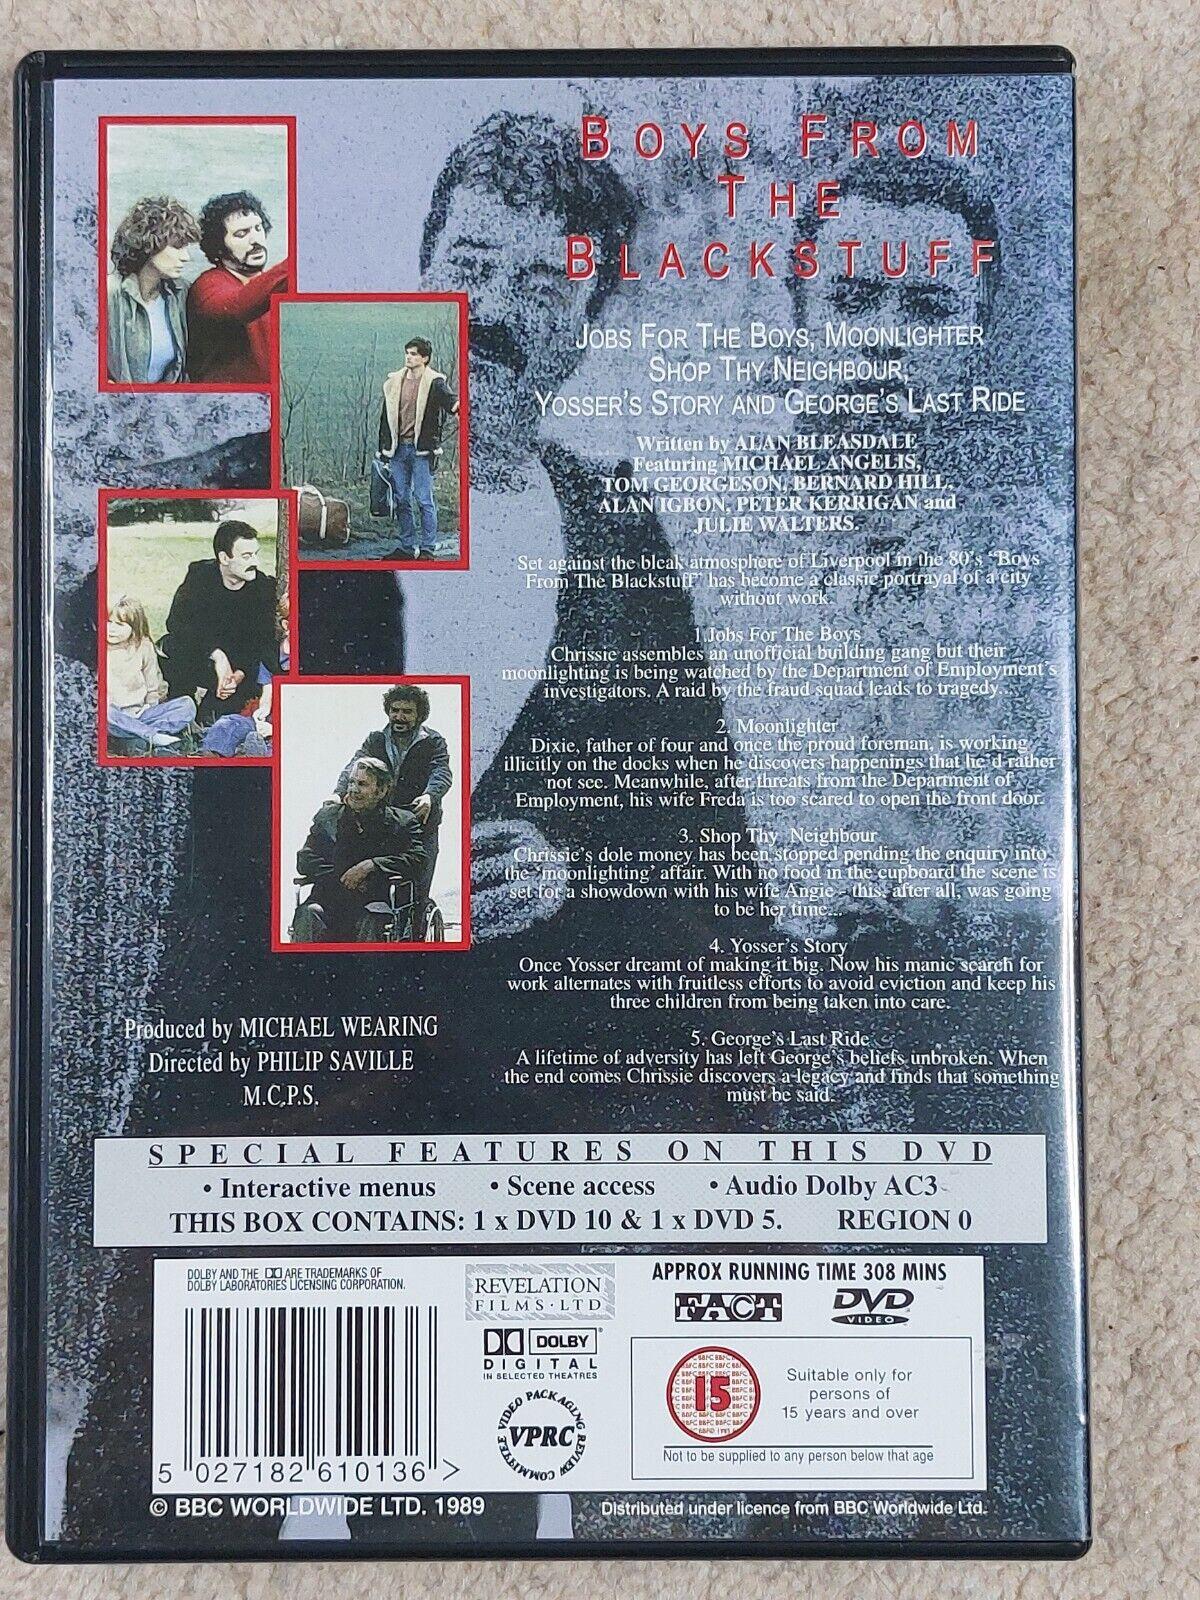 BOYS FROM
THE
BLACKSTUFF
JOBS FOR THE BOYS, MOONLIGHTER
SHOP THY NEIGHBOUR,
YOSSER'S STORY AND GEORGE'S LAST RIDE
Written by ALAN BLEASDALE
Featuring MICHAEL ANGELIS,
TOM GEORGESON, BERNARD HILL,
ALAN IGBON, PETER KERRIGAN and
JULIE WALTERS.
Set against the bleak atmosphere of Liverpool in the 80's "Boys
From The Blackstuff" has become a classic portrayal of a city
without work.
1.Jobs For The Boys
Chrissie assembles an unofficial building gang but their
moonlighting is being watched by the Department of Employment's
investigators. A raid by the fraud squad leads to tragedy...
2. Moonlighter
Dixie, father of four and once the proud foreman, is working
illicitly on the docks when he discovers happenings that he'd rather
not see. Meanwhile, after threats from the Department of
Employment, his wife Freda is too scared to open the front door.
3. Shop Thy Neighbour
Chrissie's dole money has been stopped pending the enquiry into
the 'moonlighting' affair. With no food in the cupboard the scene is
set for a showdown with his wife Angie - this, after all, was going
to be her time...
4. Yosser's Story
Once Yosser dreamt of making it big. Now his manic search for
work alternates with fruitless efforts to avoid eviction and keep his
three children from being taken into care.
5. George's Last Ride
A lifetime of adversity has left George's beliefs unbroken. When
the end comes Chrissie discovers a legacy and finds that something
must be said.
Produced by MICHAEL WEARING
Directed by PHILIP SAVILLE
M.C.P.S.
SPECIAL FEATURES ON THIS DVD
• Interactive menus • Scene access • Audio Dolby AC3
THIS BOX CONTAINS: 1 x DVD 10 & 1 x DVD 5. REGION 0
DOLBY AND THE ARE TRADEMARKS OF
DOLBY LABORATORIES LICENSING CORPORATION.
5 027182 610136 >
REVELATION
FILMS·LTD
DOLBY
DIGITAL
IN SELECTED THEATRES
VIDEO PACKAGING REVIEW COMMITTEE
VPRC
APPROX RUNNING TIME 308 MINS
FACT
DVD
VIDEO
15
Suitable only for
persons of
15 years and over
Not to be supplied to any person below that age
© BBC WORLDWIDE LTD. 1989
Distributed under licence from BBC Worldwide Ltd.